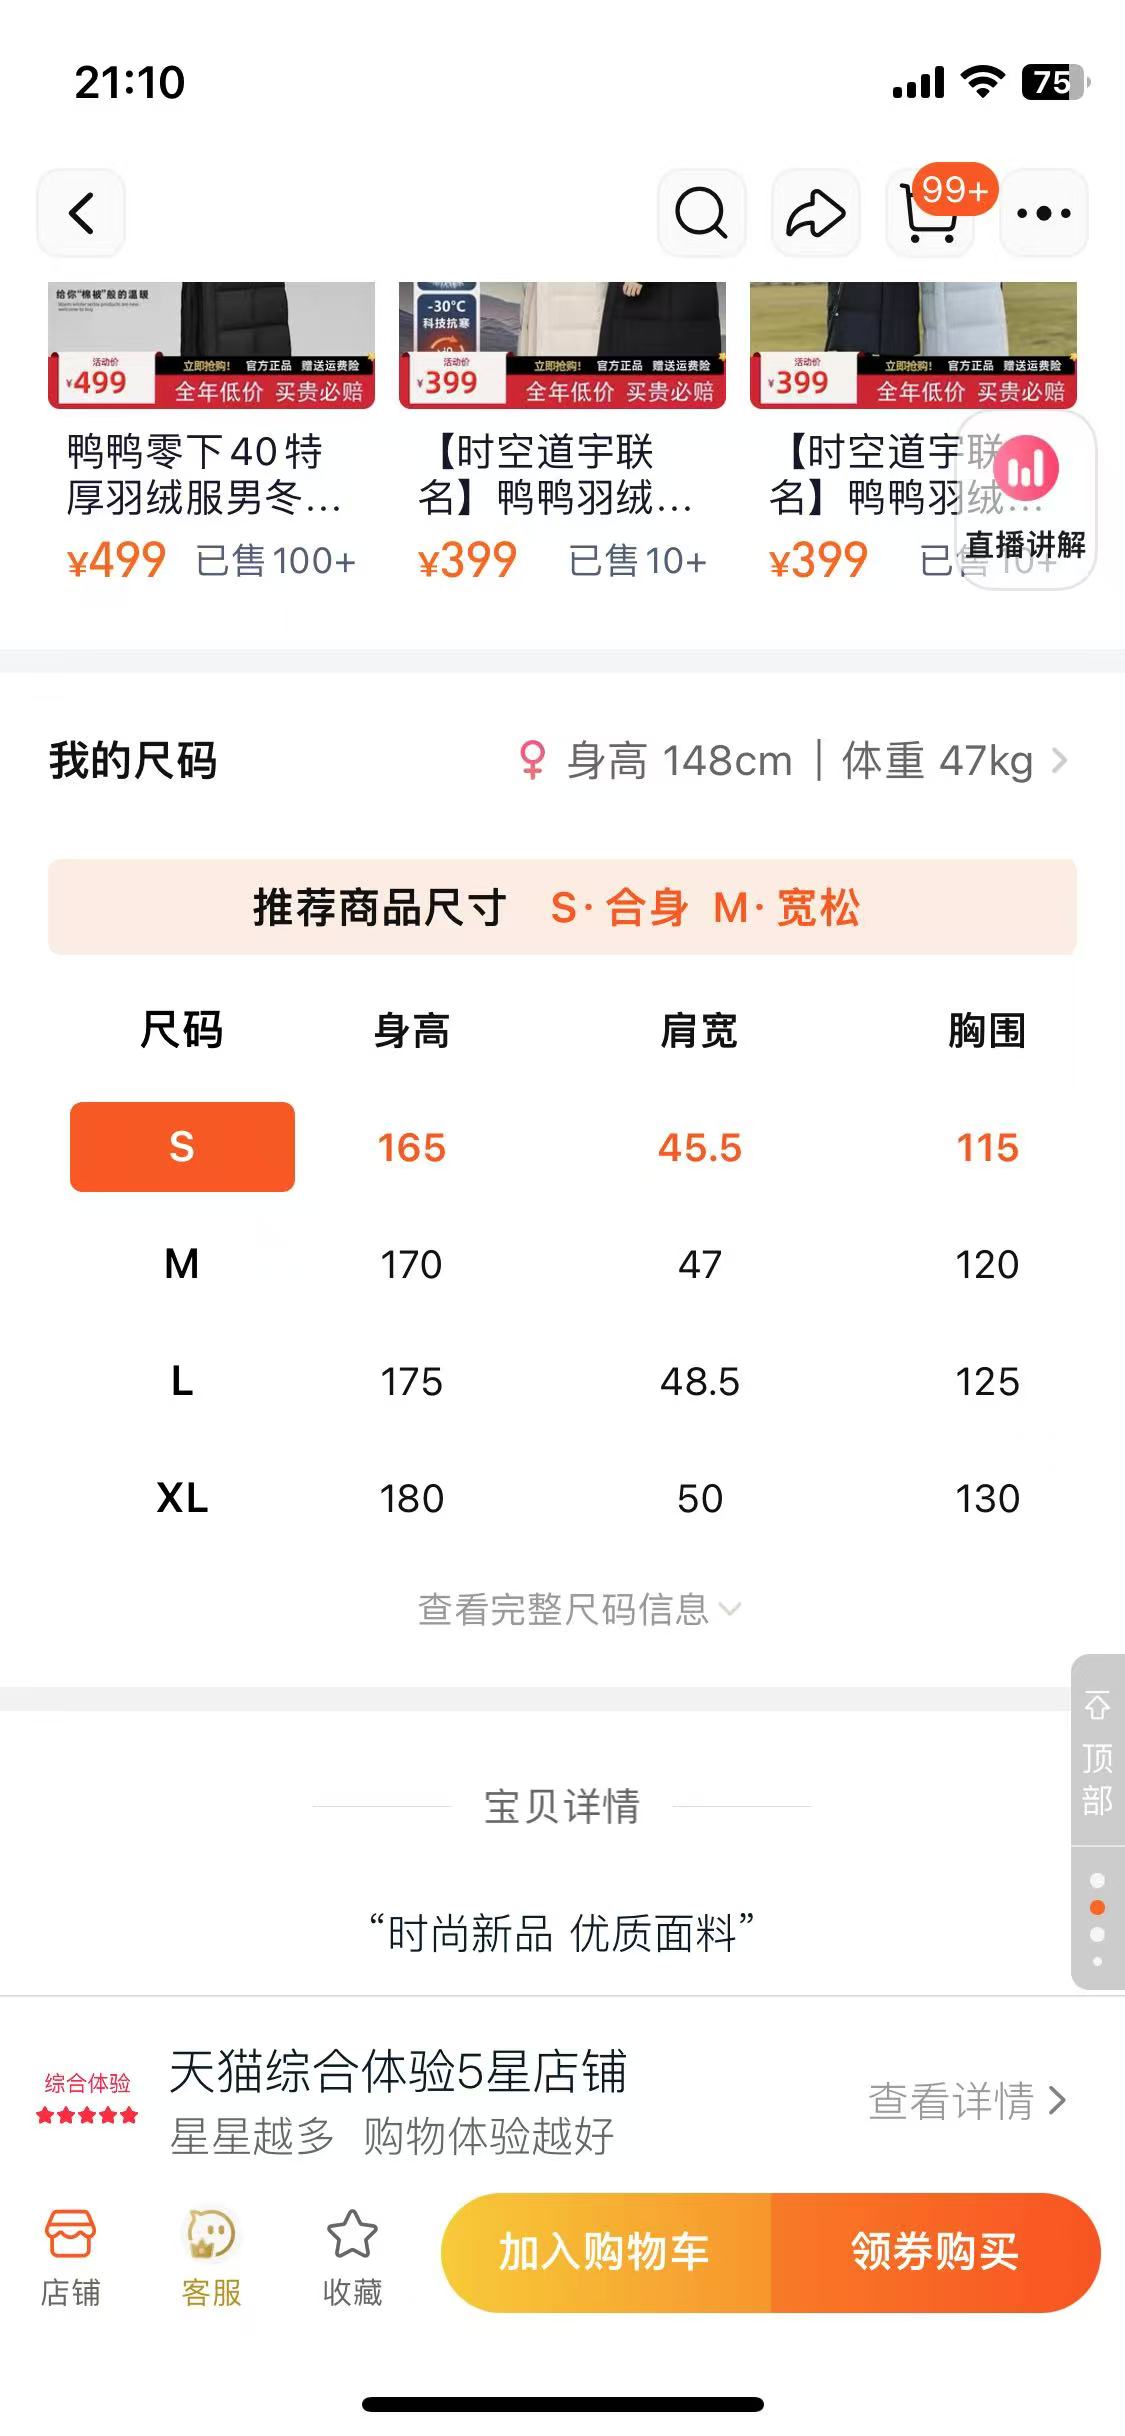 21:10
75
99+
给你“棉被”般的温暖
-30°C
科技抗寒
活动价
¥499
立即抢购! 官方正品 赠送运费险
全年低价 买贵必赔
活动价
¥399
立即抢购! 官方正品 赠送运费险
全年低价 买贵必赔
活动价
¥399
立即抢购! 官方正品 赠送运费险
全年低价 买贵必赔
鸭鸭零下40特
厚羽绒服男冬...
¥499 已售100+
【时空道宇联
名】鸭鸭羽绒...
¥399 已售10+
【时空道宇联
名】鸭鸭羽绒...
¥399 已售10+
直播讲解
我的尺码
身高 148cm | 体重 47kg
推荐商品尺寸 S·合身 M·宽松
尺码 身高 肩宽 胸围
S 165 45.5 115
M 170 47 120
L 175 48.5 125
XL 180 50 130
查看完整尺码信息
顶部
宝贝详情
“时尚新品 优质面料”
综合体验
天猫综合体验5星店铺
星星越多 购物体验越好
查看详情
店铺
客服
收藏
加入购物车
领券购买